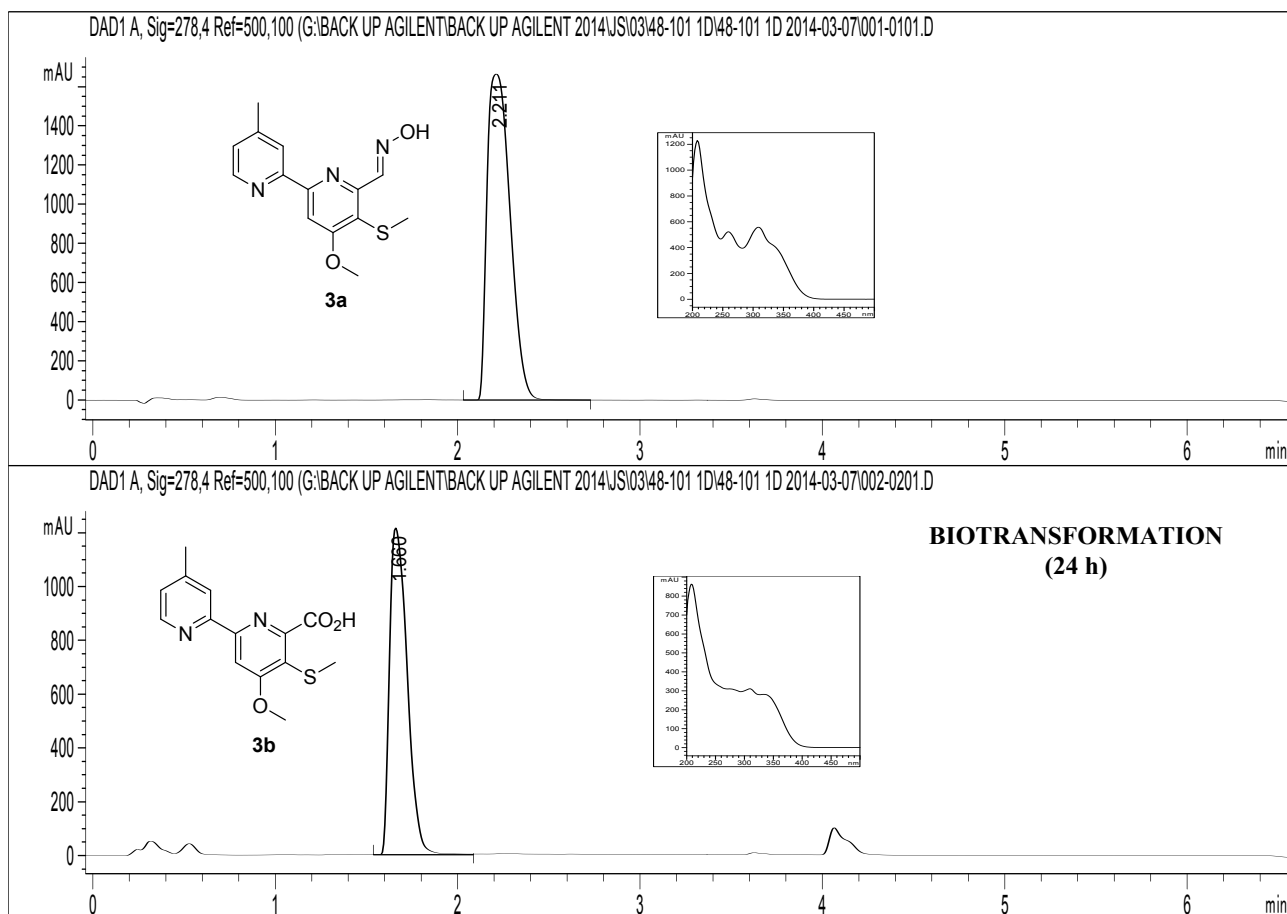 DAD1 A, Sig=278,4 Ref=500,100 (G:\BACK UP AGILENT\BACK UP AGILENT 2014\JS\03\48-101 1D\48-101 1D 2014-03-07\001-0101.D
mAU
1400
1200
1000
800
600
400
200
0
2.211
N
N
N
OH
S
O
3a
mAU
1200
1000
800
600
400
200
0
200 250 300 350 400 450 nm
0 1 2 3 4 5 6 min
DAD1 A, Sig=278,4 Ref=500,100 (G:\BACK UP AGILENT\BACK UP AGILENT 2014\JS\03\48-101 1D\48-101 1D 2014-03-07\002-0201.D
mAU
1000
800
600
400
200
0
1.660
N
N
CO2H
S
O
3b
BIOTRANSFORMATION
(24 h)
mAU
800
700
600
500
400
300
200
100
0
200 250 300 350 400 450 nm
0 1 2 3 4 5 6 min